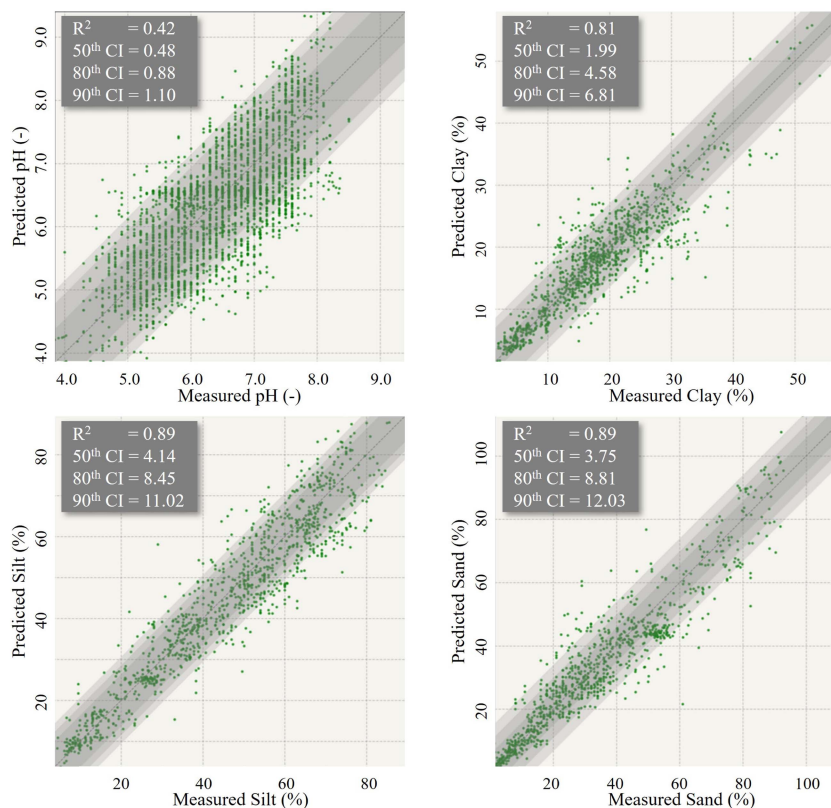 R² = 0.42
50th CI = 0.48
80th CI = 0.88
90th CI = 1.10
9.0
8.0
7.0
6.0
5.0
4.0
Predicted pH (-)
4.0 5.0 6.0 7.0 8.0 9.0
Measured pH (-)
R² = 0.81
50th CI = 1.99
80th CI = 4.58
90th CI = 6.81
50
40
30
20
10
Predicted Clay (%)
10 20 30 40 50
Measured Clay (%)
R² = 0.89
50th CI = 4.14
80th CI = 8.45
90th CI = 11.02
80
60
40
20
Predicted Silt (%)
20 40 60 80
Measured Silt (%)
R² = 0.89
50th CI = 3.75
80th CI = 8.81
90th CI = 12.03
100
80
60
40
20
Predicted Sand (%)
20 40 60 80 100
Measured Sand (%)